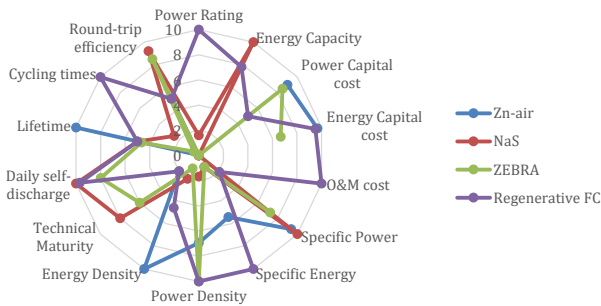 Power Rating
Round-trip
efficiency
Energy Capacity
Cycling times
Power Capital
cost
Lifetime
Energy Capital
cost
Daily self-
discharge
O&M cost
Technical
Maturity
Specific Power
Energy Density
Specific Energy
Power Density
10
8
6
4
2
0
Zn-air
NaS
ZEBRA
Regenerative FC